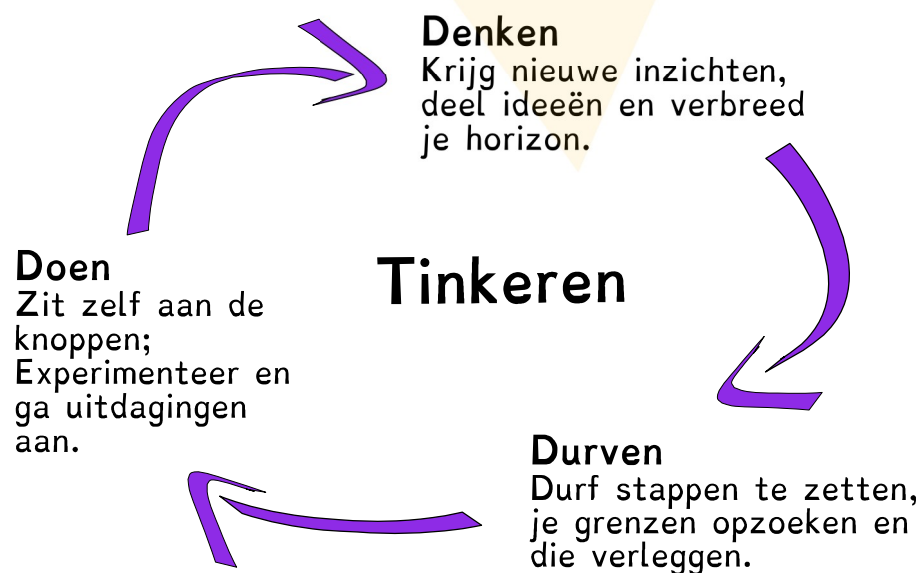 Denken
Krijg nieuwe inzichten,
deel ideeën en verbreed
je horizon.
Doen
Zit zelf aan de
knoppen;
Experimenteer en
ga uitdagingen
aan.
Tinkeren
Durven
Durf stappen te zetten,
je grenzen opzoeken en
die verleggen.